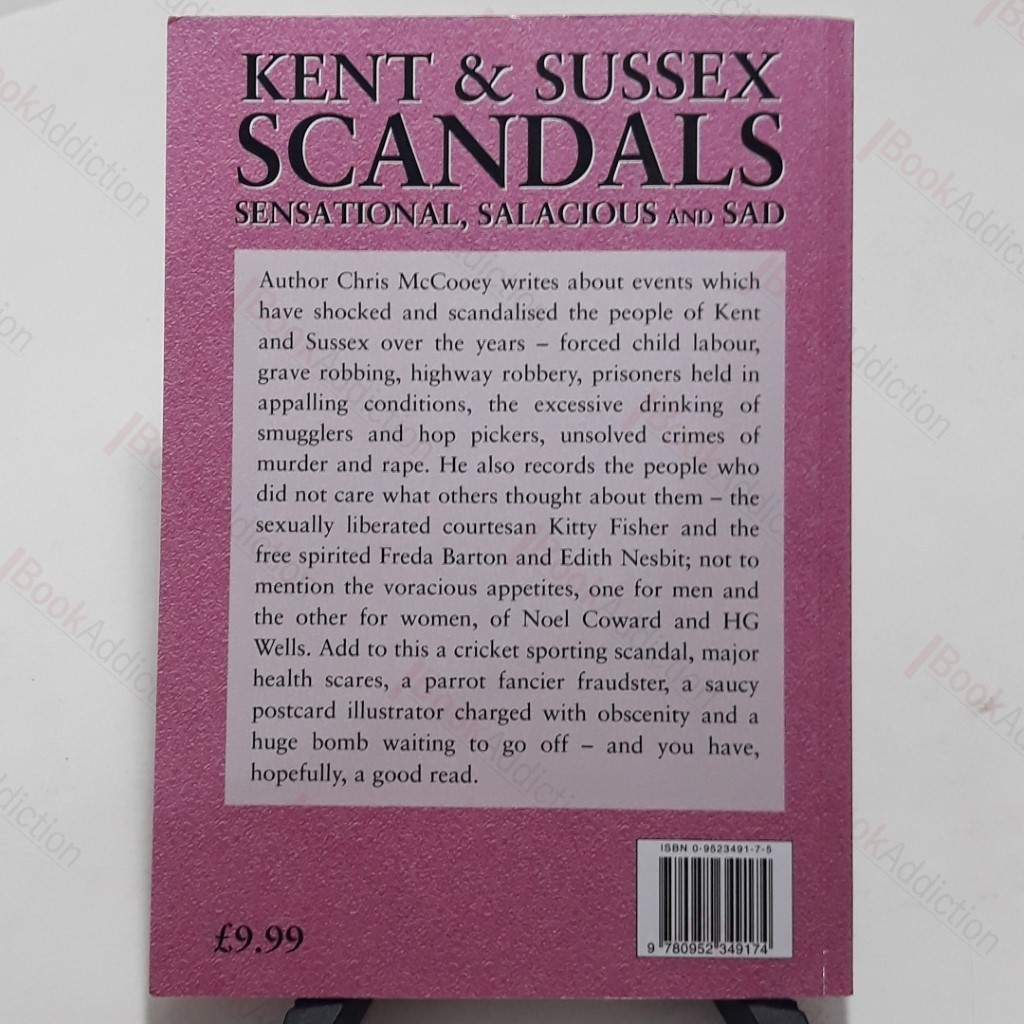 KENT & SUSSEX
SCANDALS
SENSATIONAL, SALACIOUS AND SAD
Author Chris McCooey writes about events which
have shocked and scandalised the people of Kent
and Sussex over the years – forced child labour,
grave robbing, highway robbery, prisoners held in
appalling conditions, the excessive drinking of
smugglers and hop pickers, unsolved crimes of
murder and rape. He also records the people who
did not care what others thought about them – the
sexually liberated courtesan Kitty Fisher and the
free spirited Freda Barton and Edith Nesbit; not to
mention the voracious appetites, one for men and
the other for women, of Noel Coward and HG
Wells. Add to this a cricket sporting scandal, major
health scares, a parrot fancier fraudster, a saucy
postcard illustrator charged with obscenity and a
huge bomb waiting to go off – and you have,
hopefully, a good read.
ISBN 0-9523491-7-5
9 780952 349174
£9.99
BookAddiction